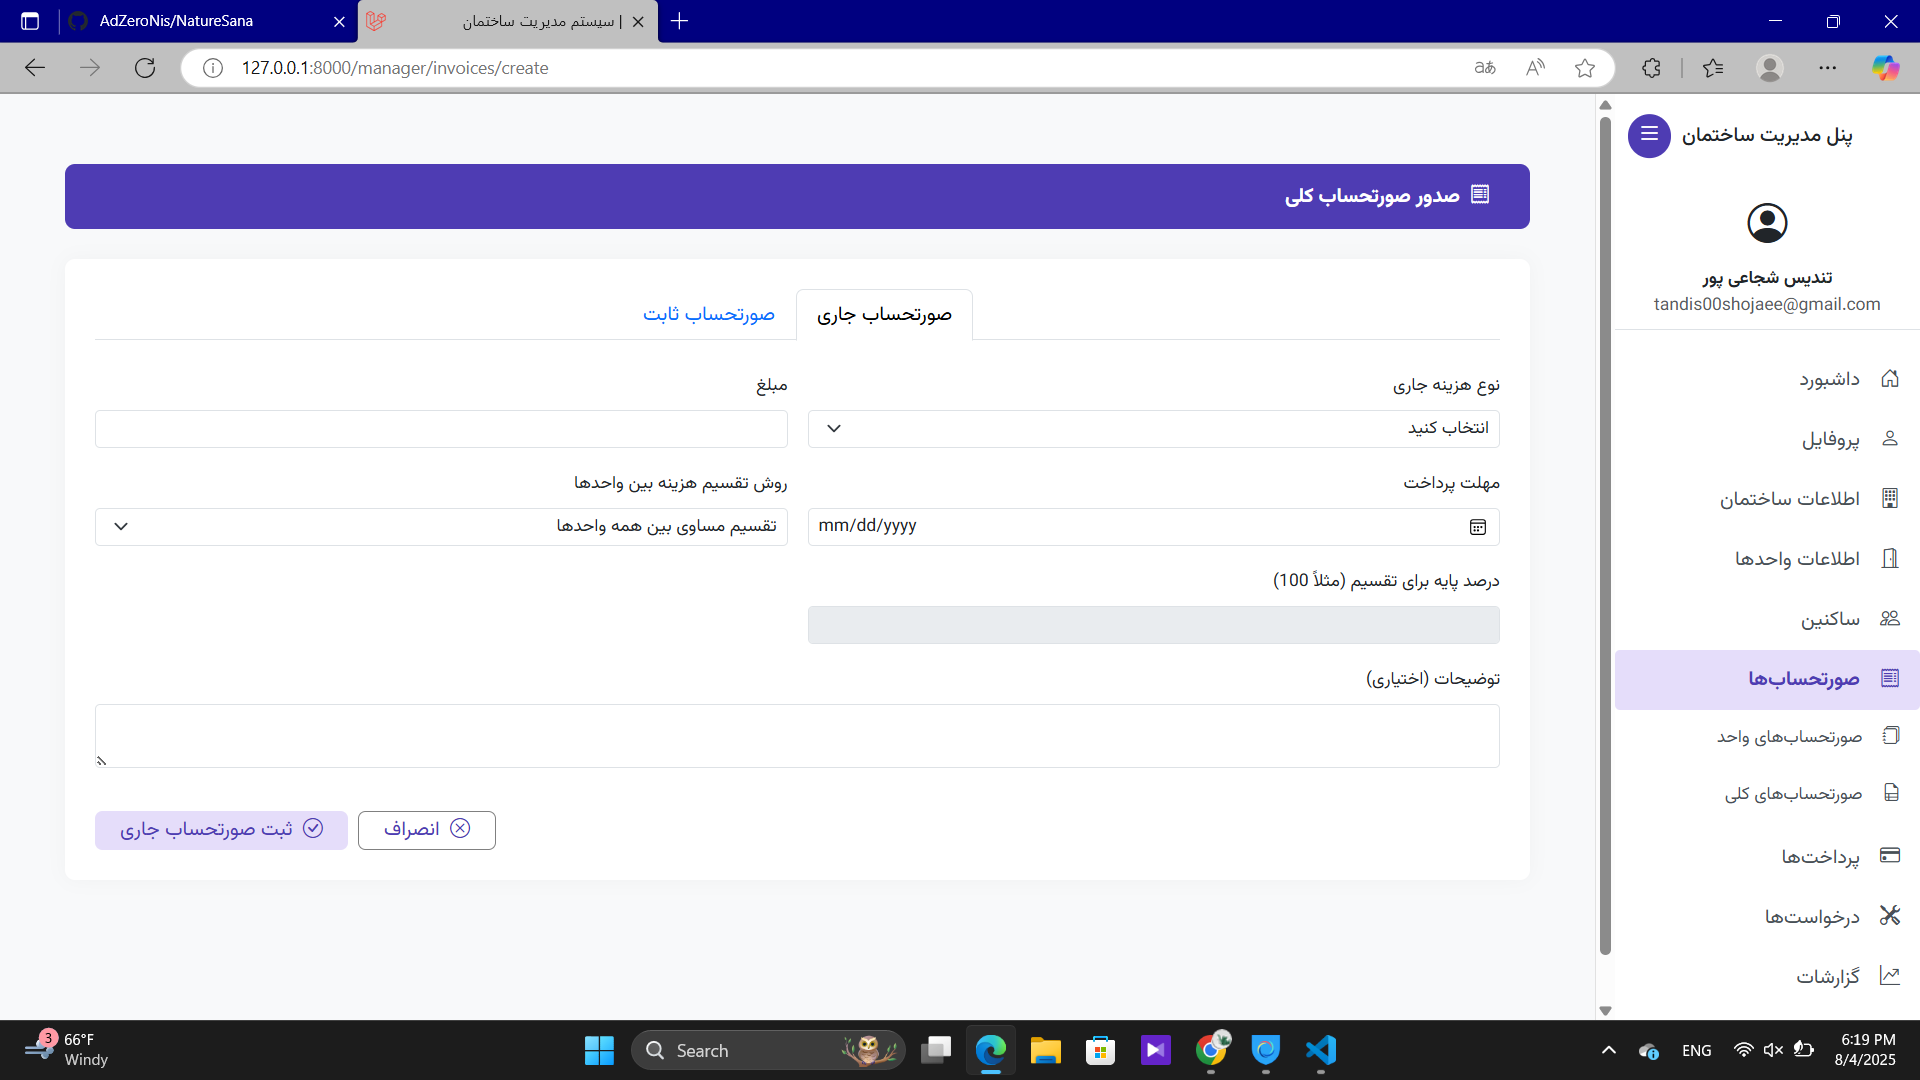 AdZeroNis/NatureSana
| سیستم مدیریت ساختمان
127.0.0.1:8000/manager/invoices/create
پنل مدیریت ساختمان
تندیس شجاعی پور
tandis00shojaee@gmail.com
داشبورد
پروفایل
اطلاعات ساختمان
اطلاعات واحدها
ساکنین
صورتحساب‌ها
صورتحساب‌های واحد
صورتحساب‌های کلی
پرداخت‌ها
درخواست‌ها
گزارشات
صدور صورتحساب کلی
صورتحساب جاری
صورتحساب ثابت
نوع هزینه جاری
انتخاب کنید
مبلغ
مهلت پرداخت
mm/dd/yyyy
روش تقسیم هزینه بین واحدها
تقسیم مساوی بین همه واحدها
درصد پایه برای تقسیم (مثلاً 100)
توضیحات (اختیاری)
انصراف
ثبت صورتحساب جاری
3
66°F
Windy
Search
ENG
6:19 PM
8/4/2025